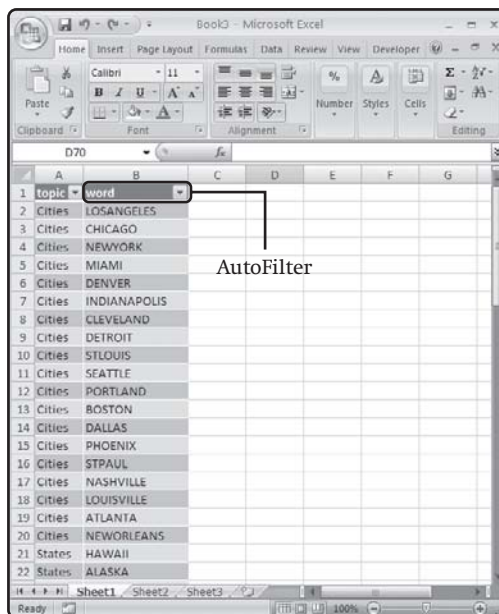 Book3 - Microsoft Excel
Home Insert Page Layout Formulas Data Review View Developer
Calibri 11
Paste
B I U A A
A
%
A
Number Styles Cells
Σ
Clipboard Font Alignment Editing
D70 fx
A B C D E F G
1 topic word
2 Cities LOSANGELES
3 Cities CHICAGO
4 Cities NEWYORK
5 Cities MIAMI
AutoFilter
6 Cities DENVER
7 Cities INDIANAPOLIS
8 Cities CLEVELAND
9 Cities DETROIT
10 Cities STLOUIS
11 Cities SEATTLE
12 Cities PORTLAND
13 Cities BOSTON
14 Cities DALLAS
15 Cities PHOENIX
16 Cities STPAUL
17 Cities NASHVILLE
18 Cities LOUISVILLE
19 Cities ATLANTA
20 Cities NEWORLEANS
21 States HAWAII
22 States ALASKA
Sheet1 Sheet2 Sheet3
Ready 100%